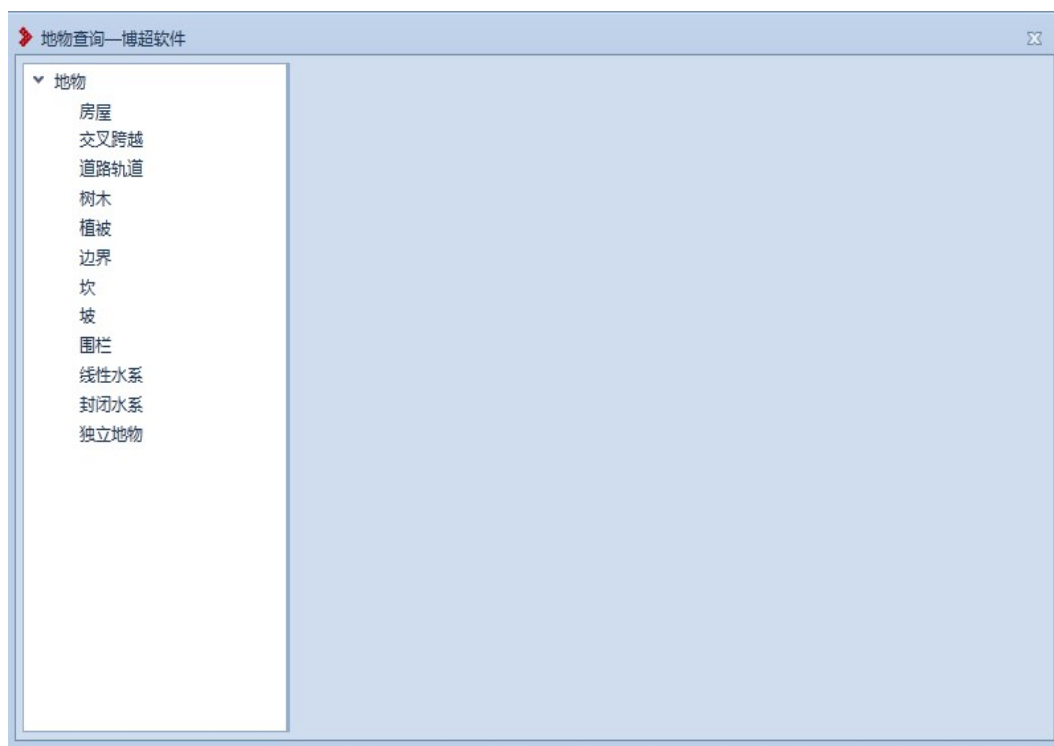 地物查询—博超软件
地物
房屋
交叉跨越
道路轨道
树木
植被
边界
坎
坡
围栏
线性水系
封闭水系
独立地物